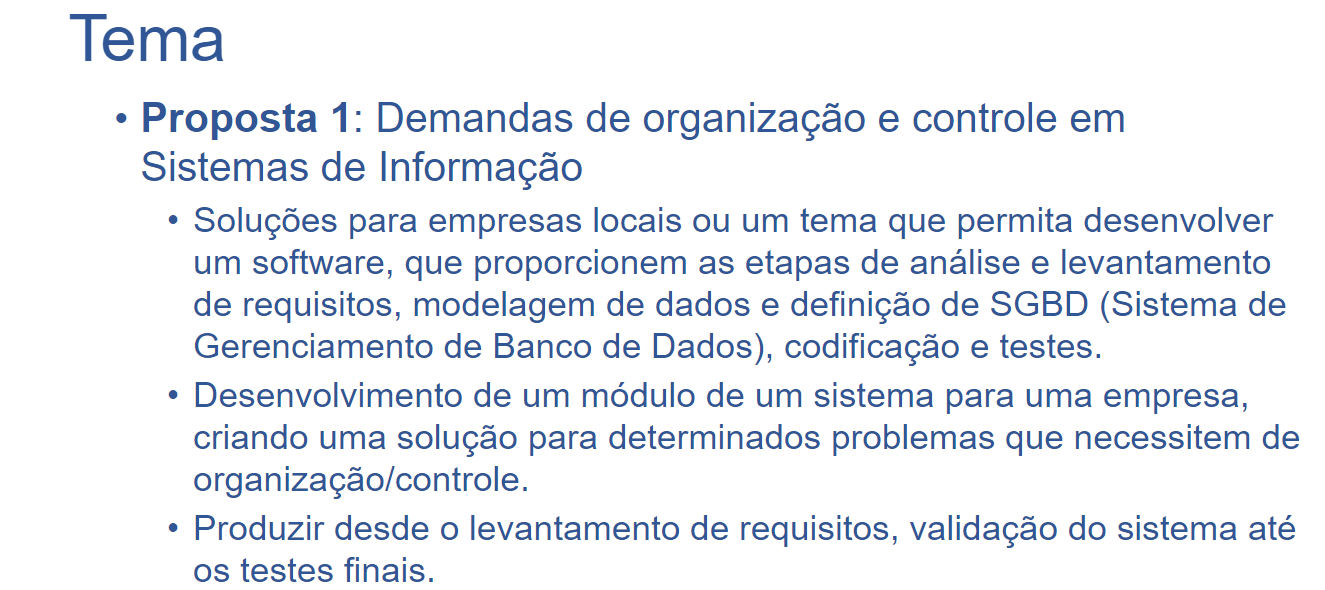 Tema
• Proposta 1: Demandas de organização e controle em
Sistemas de Informação
• Soluções para empresas locais ou um tema que permita desenvolver
um software, que proporcionem as etapas de análise e levantamento
de requisitos, modelagem de dados e definição de SGBD (Sistema de
Gerenciamento de Banco de Dados), codificação e testes.
• Desenvolvimento de um módulo de um sistema para uma empresa,
criando uma solução para determinados problemas que necessitem de
organização/controle.
• Produzir desde o levantamento de requisitos, validação do sistema até
os testes finais.